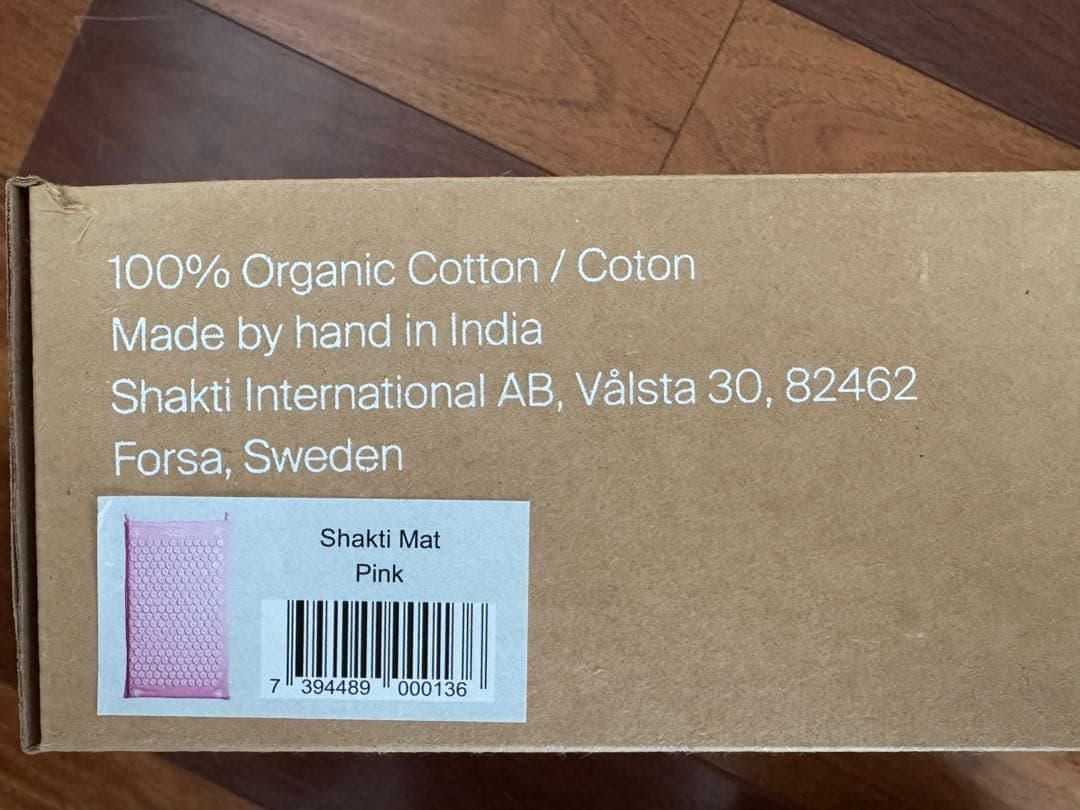 100% Organic Cotton / Coton
Made by hand in India
Shakti International AB, Vålsta 30, 82462
Forsa, Sweden
Shakti Mat
Pink
7 394489 000136